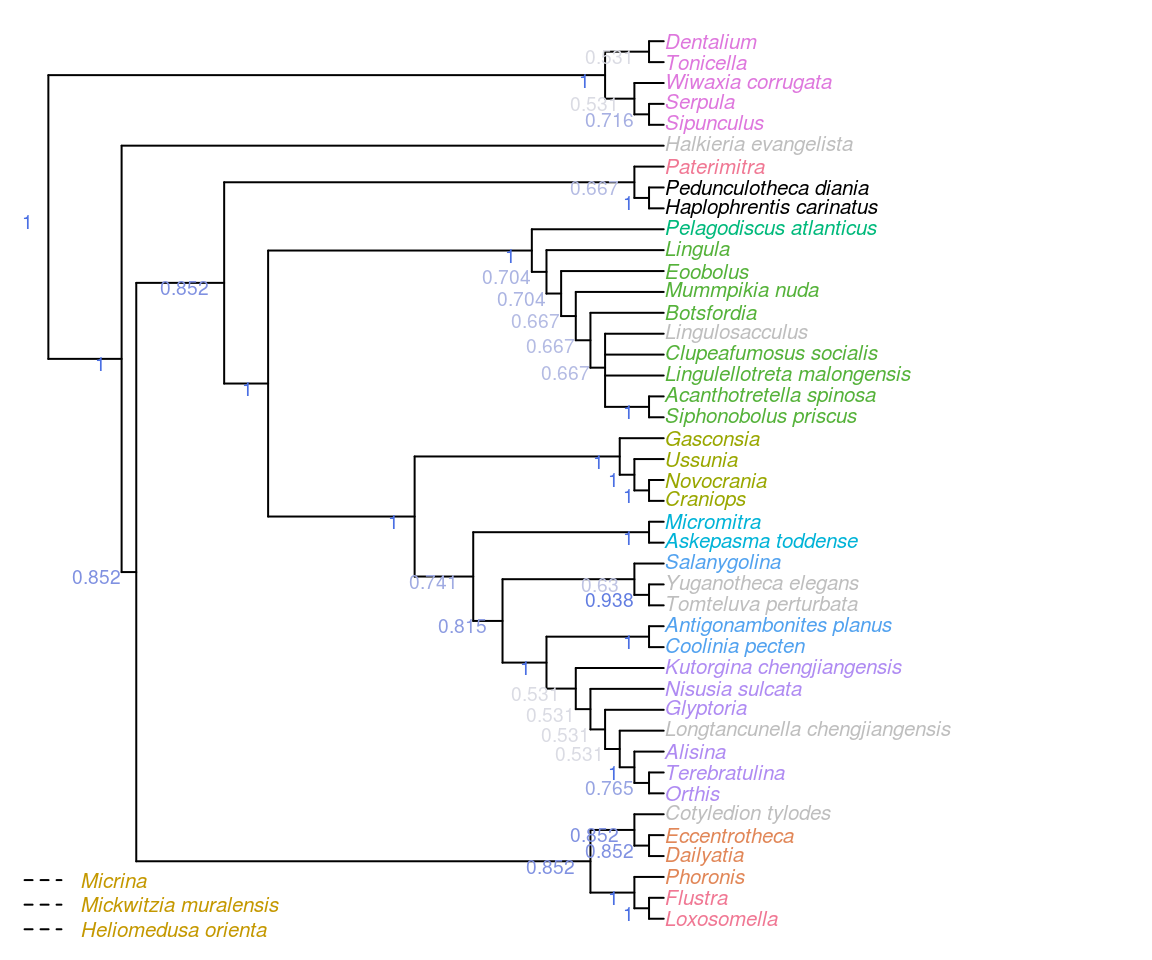 Dentalium
0.531
Tonicella
1
Wiwaxia corrugata
0.531
Serpula
0.716
Sipunculus
Halkieria evangelista
Paterimitra
0.667
Pedunculotheca diania
1
Haplophrentis carinatus
1
Pelagodiscus atlanticus
Lingula
1
0.704
Eoobolus
0.852
Mummpikia nuda
0.704
Botsfordia
0.667
Lingulosacculus
0.667
Clupeafumosus socialis
1
0.667
Lingulellotreta malongensis
1
Acanthotretella spinosa
1
Siphonobolus priscus
Gasconsia
Ussunia
1
Novocrania
1
Craniops
1
Micromitra
1
Askepasma toddense
1
Salanygolina
0.852
0.741
0.63
Yuganotheca elegans
0.938
Tomteluva perturbata
0.815
Antigonambonites planus
1
Coolinia pecten
1
Kutorgina chengjiangensis
0.531
Nisusia sulcata
Glyptoria
0.531
Longtancunella chengjiangensis
0.531
Alisina
0.531
1
Terebratulina
0.765
Orthis
Cotyledion tylodes
0.852
Eccentrotheca
0.852
Dailyatia
0.852
Phoronis
1
Flustra
1
Loxosomella
Micrina
Mickwitzia muralensis
Heliomedusa orienta